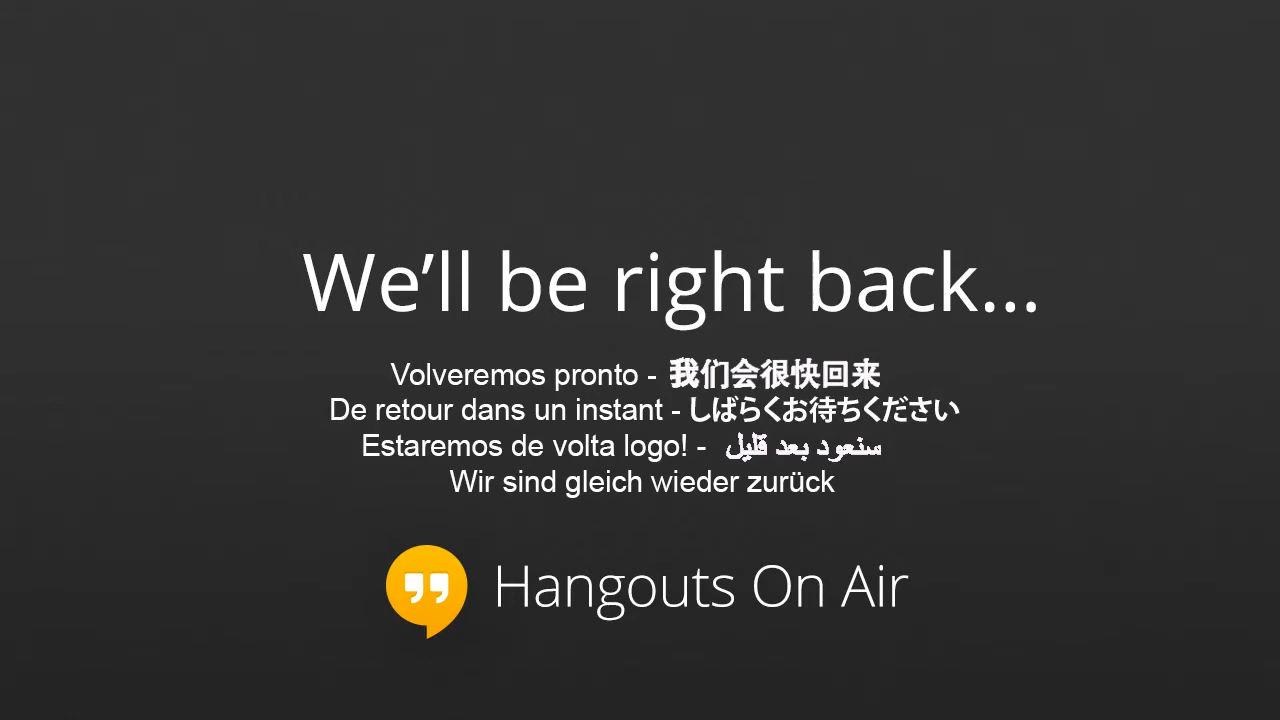 We’ll be right back...
Volveremos pronto - 我们会很快回来
De retour dans un instant - しばらくお待ちください
Estaremos de volta logo! - سنعود بعد قليل
Wir sind gleich wieder zurück
Hangouts On Air